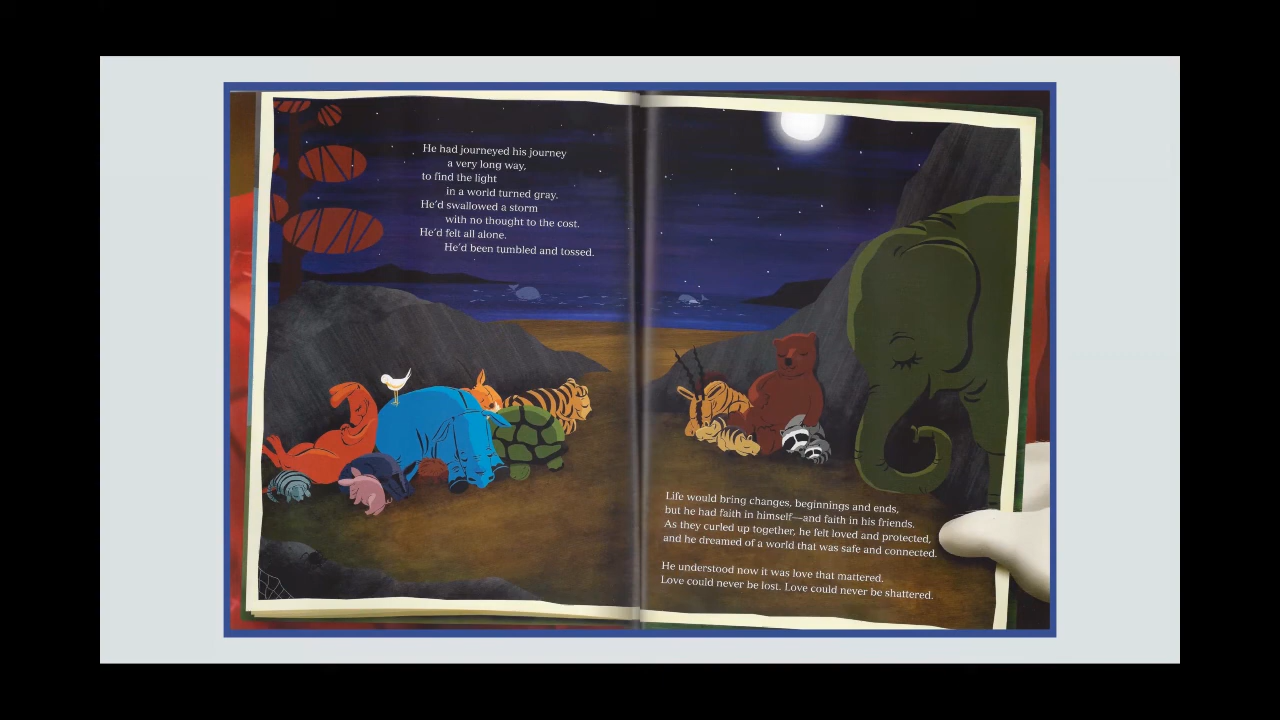 He had journeyed his journey
a very long way,
to find the light
in a world turned gray.
He'd swallowed a storm
with no thought to the cost.
He'd felt all alone.
He'd been tumbled and tossed.
Life would bring changes, beginnings and ends,
but he had faith in himself—and faith in his friends.
As they curled up together, he felt loved and protected,
and he dreamed of a world that was safe and connected.
He understood now it was love that mattered.
Love could never be lost. Love could never be shattered.